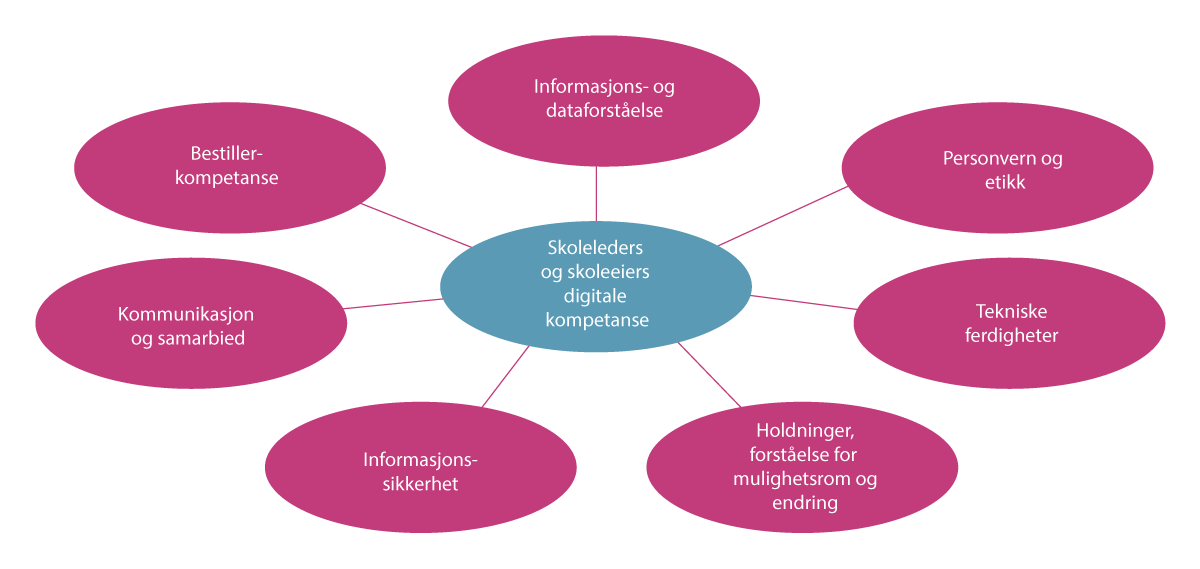 Informasjons- og
dataforståelse
Bestiller-
kompetanse
Personvern og
etikk
Skoleleders
og skoleeiers
digitale
kompetanse
Kommunikasjon
og samarbied
Tekniske
ferdigheter
Informasjons-
sikkerhet
Holdninger,
forståelse for
mulighetsrom og
endring